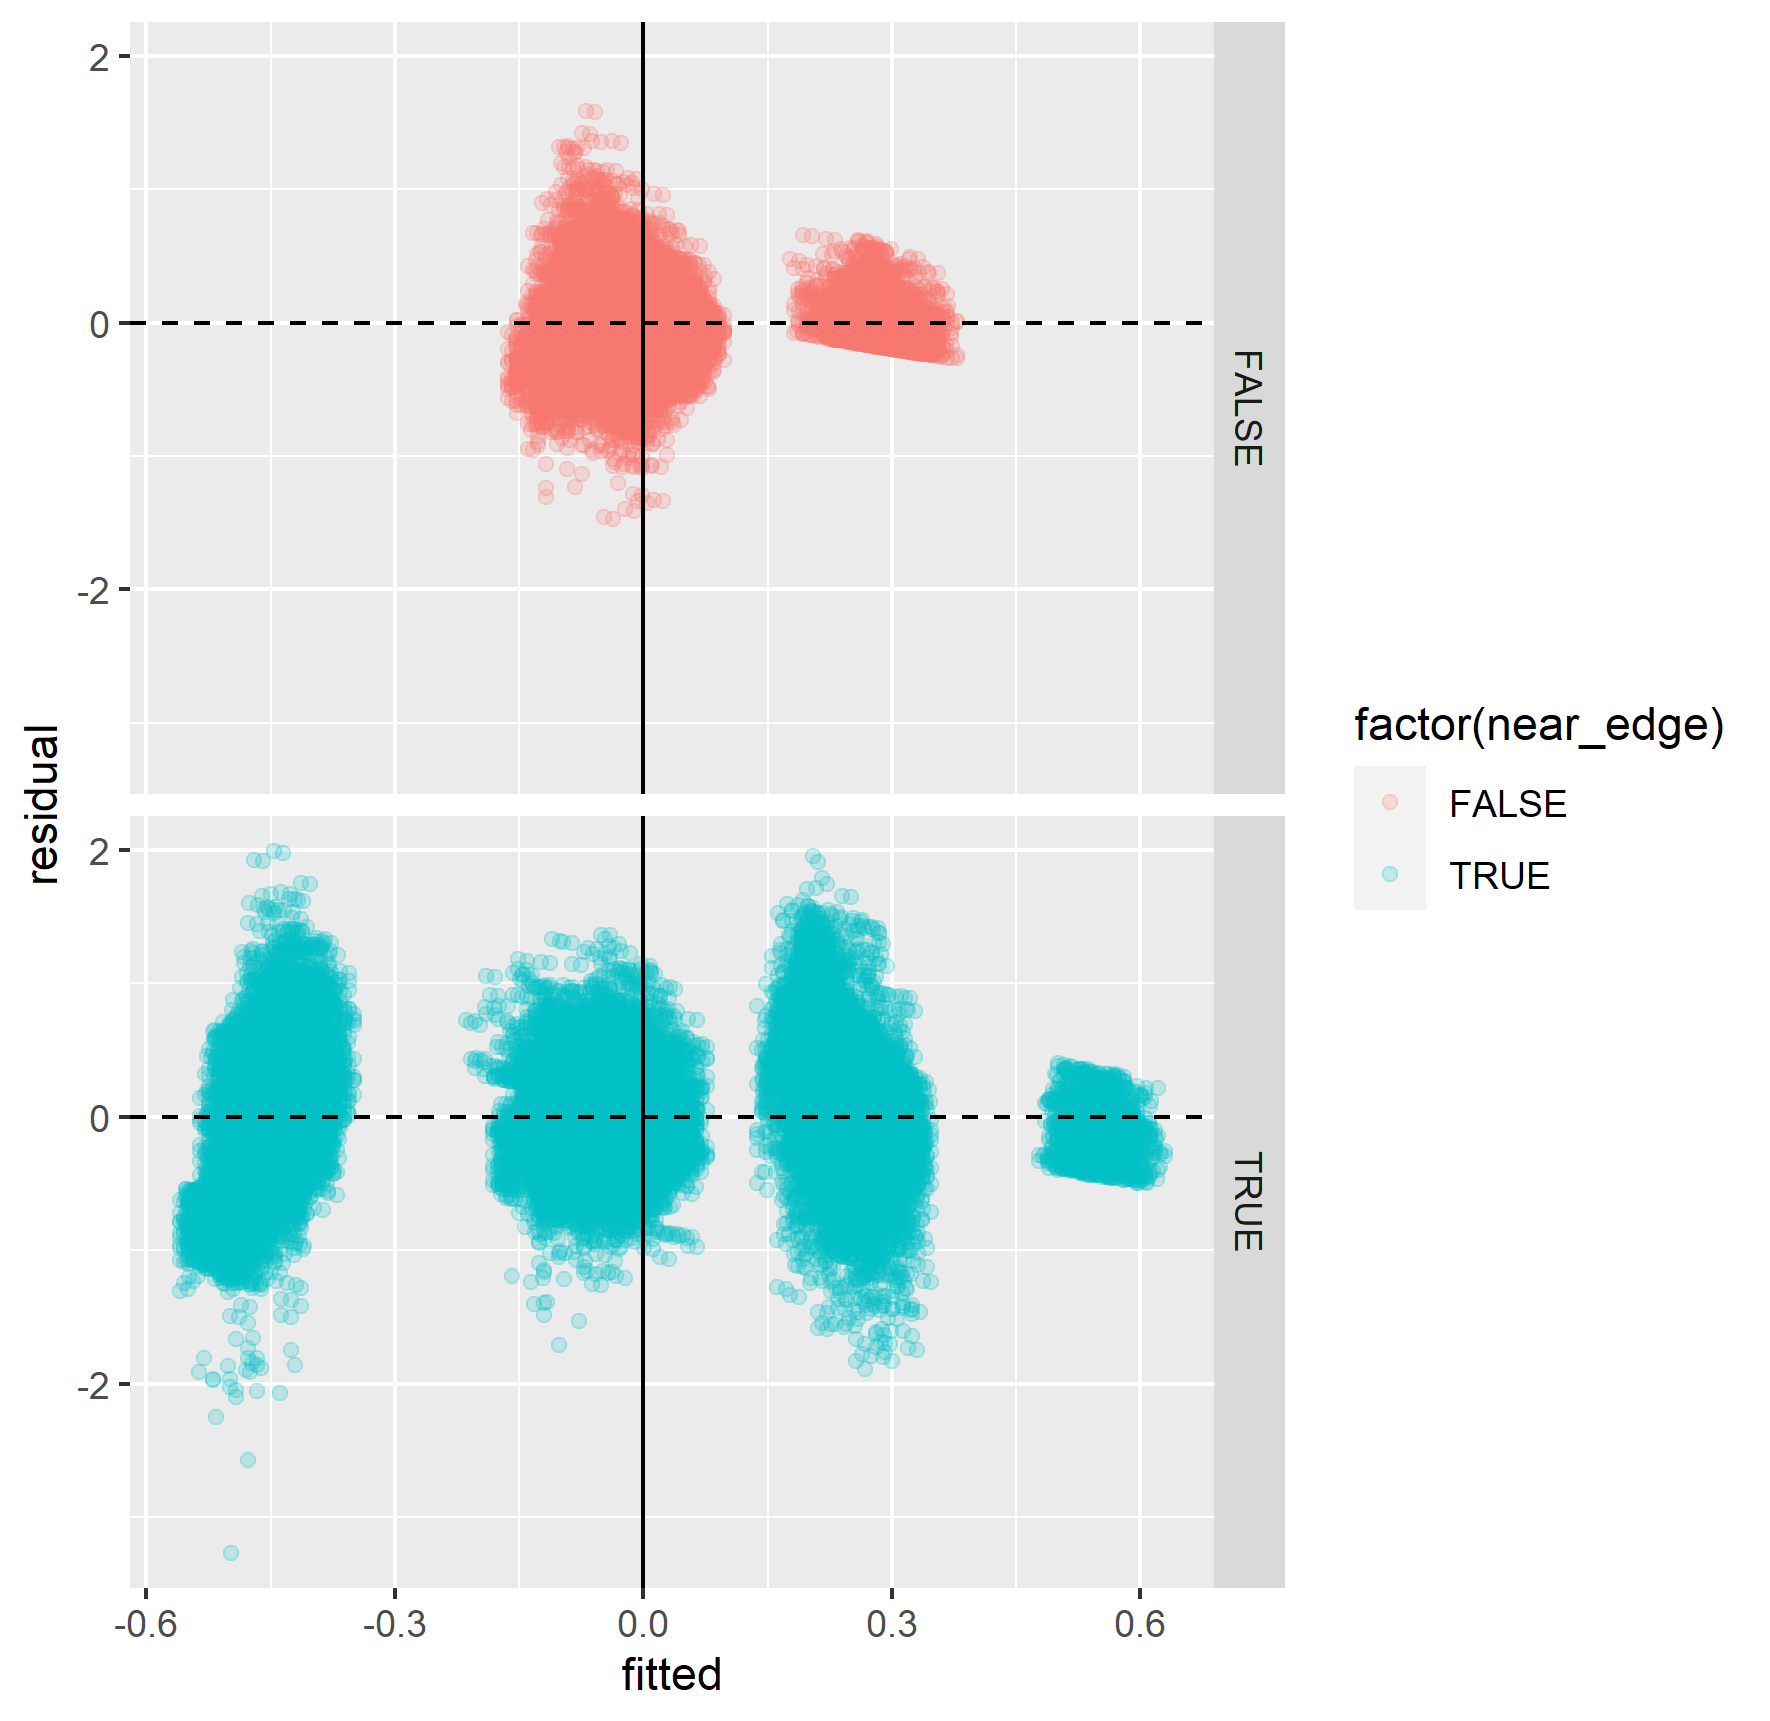 2
0
-2
FALSE
residual
factor(near_edge)
FALSE
TRUE
2
0
-2
TRUE
-0.6 -0.3 0.0 0.3 0.6
fitted